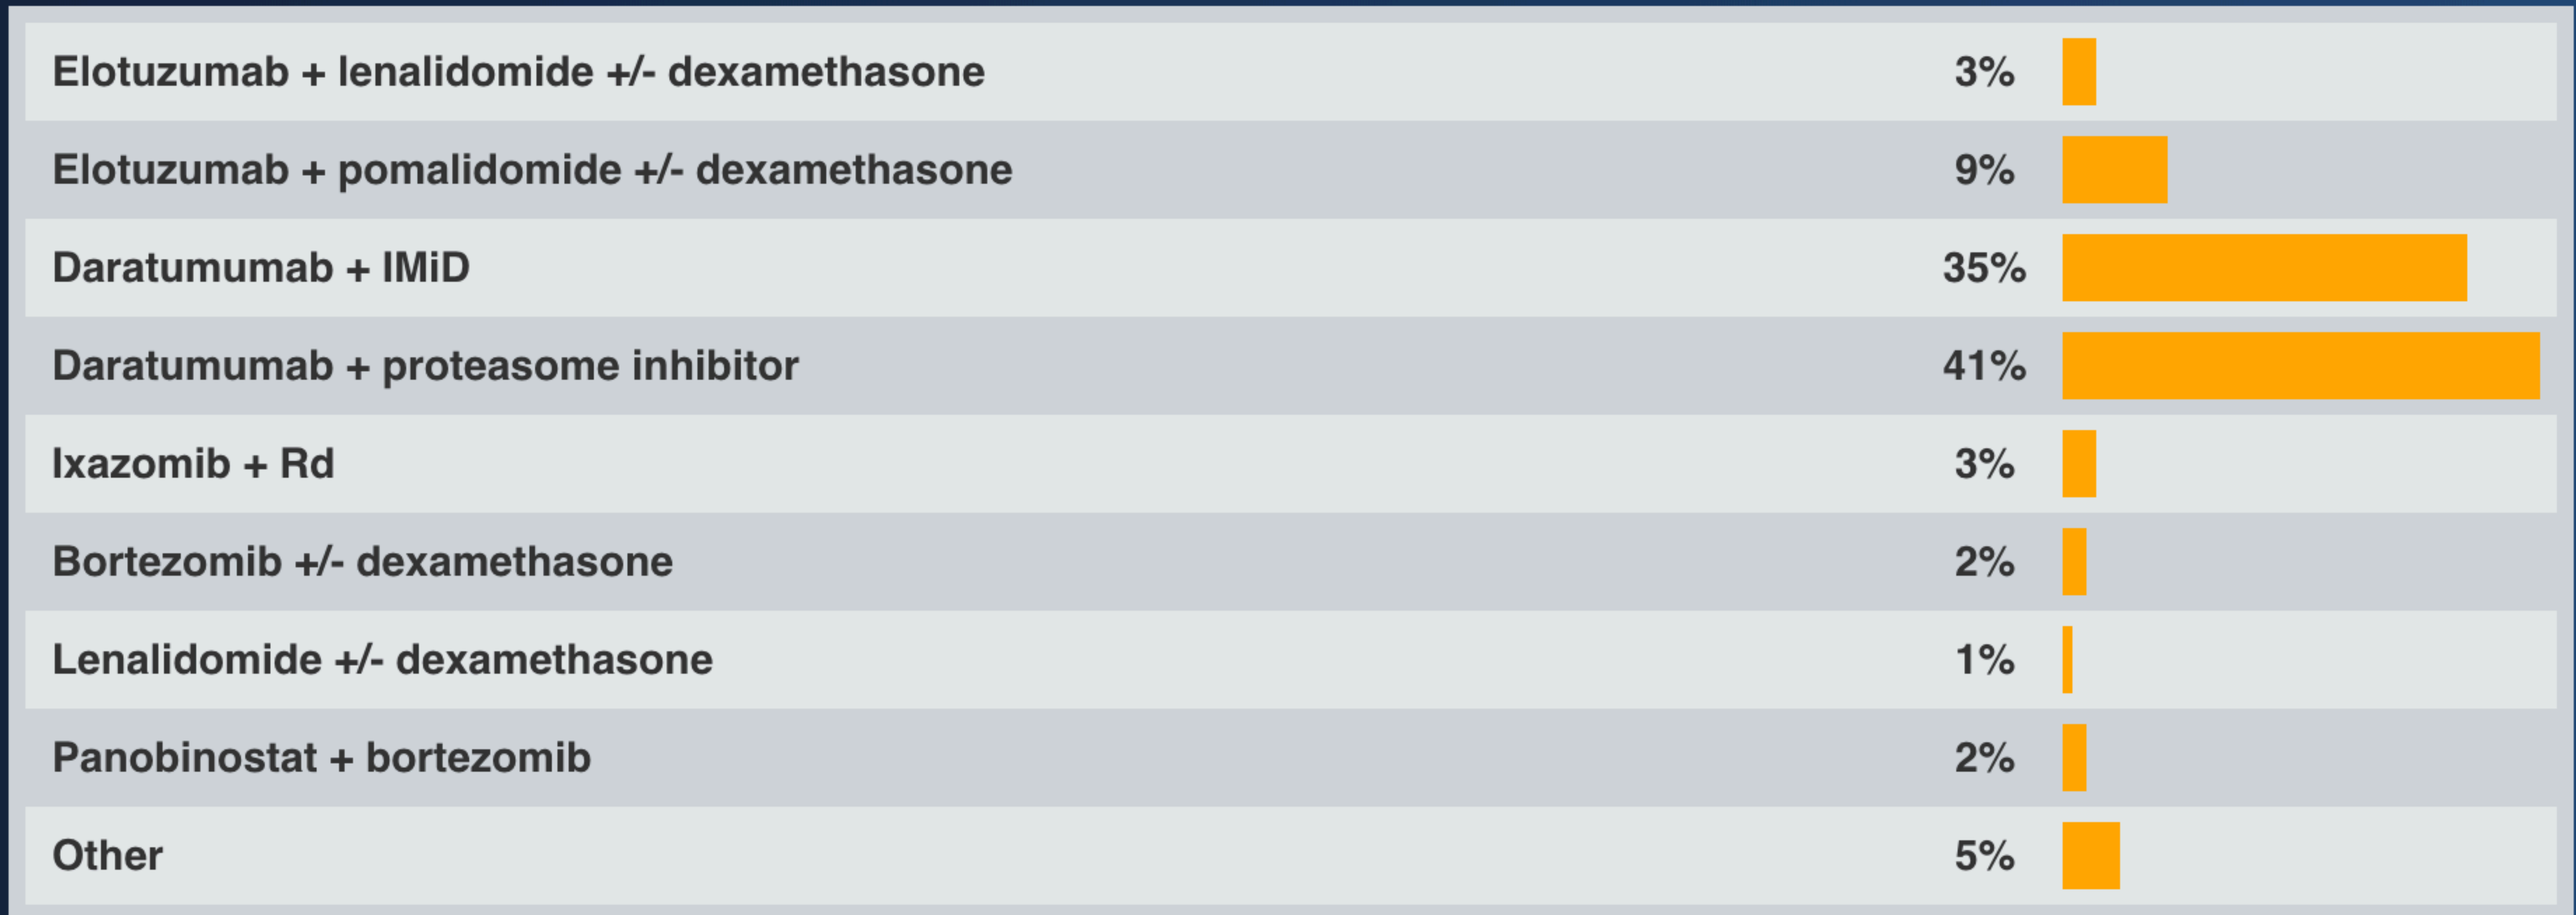 Elotuzumab + lenalidomide +/- dexamethasone 3%
Elotuzumab + pomalidomide +/- dexamethasone 9%
Daratumumab + IMiD 35%
Daratumumab + proteasome inhibitor 41%
Ixazomib + Rd 3%
Bortezomib +/- dexamethasone 2%
Lenalidomide +/- dexamethasone 1%
Panobinostat + bortezomib 2%
Other 5%